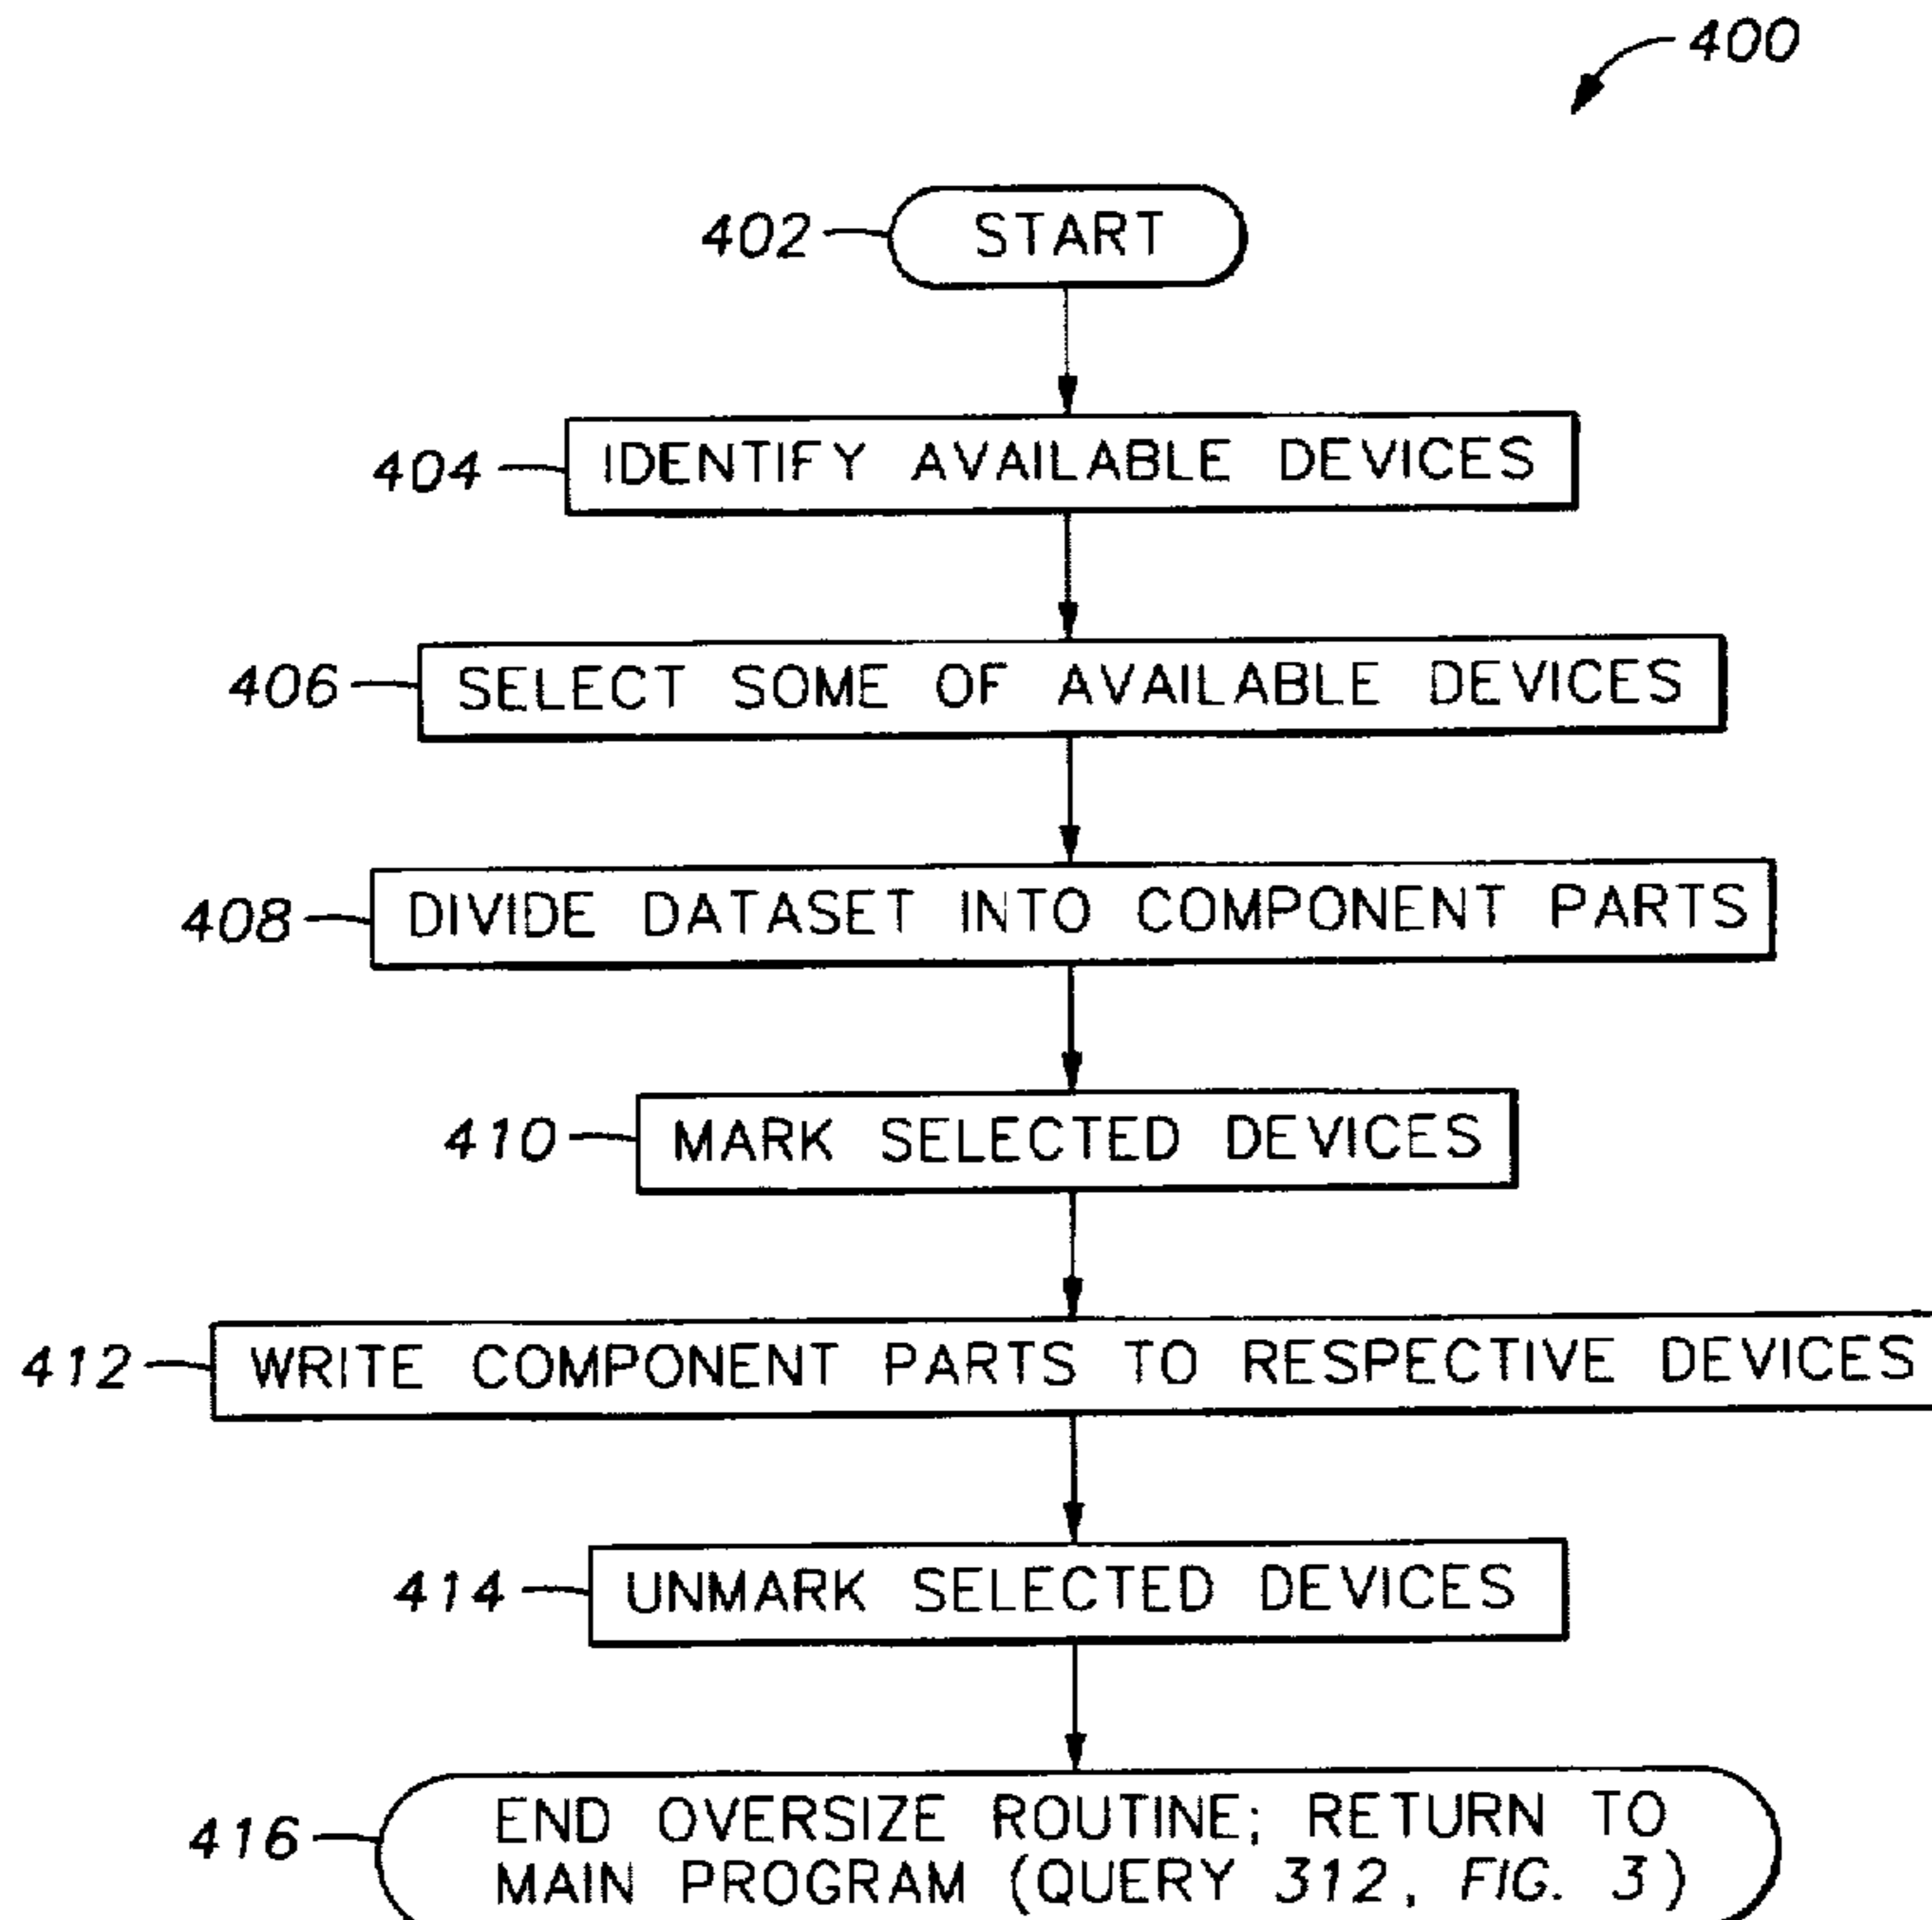 400
402 START
404 IDENTIFY AVAILABLE DEVICES
406 SELECT SOME OF AVAILABLE DEVICES
408 DIVIDE DATASET INTO COMPONENT PARTS
410 MARK SELECTED DEVICES
412 WRITE COMPONENT PARTS TO RESPECTIVE DEVICES
414 UNMARK SELECTED DEVICES
416 END OVERSIZE ROUTINE; RETURN TO
MAIN PROGRAM (QUERY 312, FIG. 3)